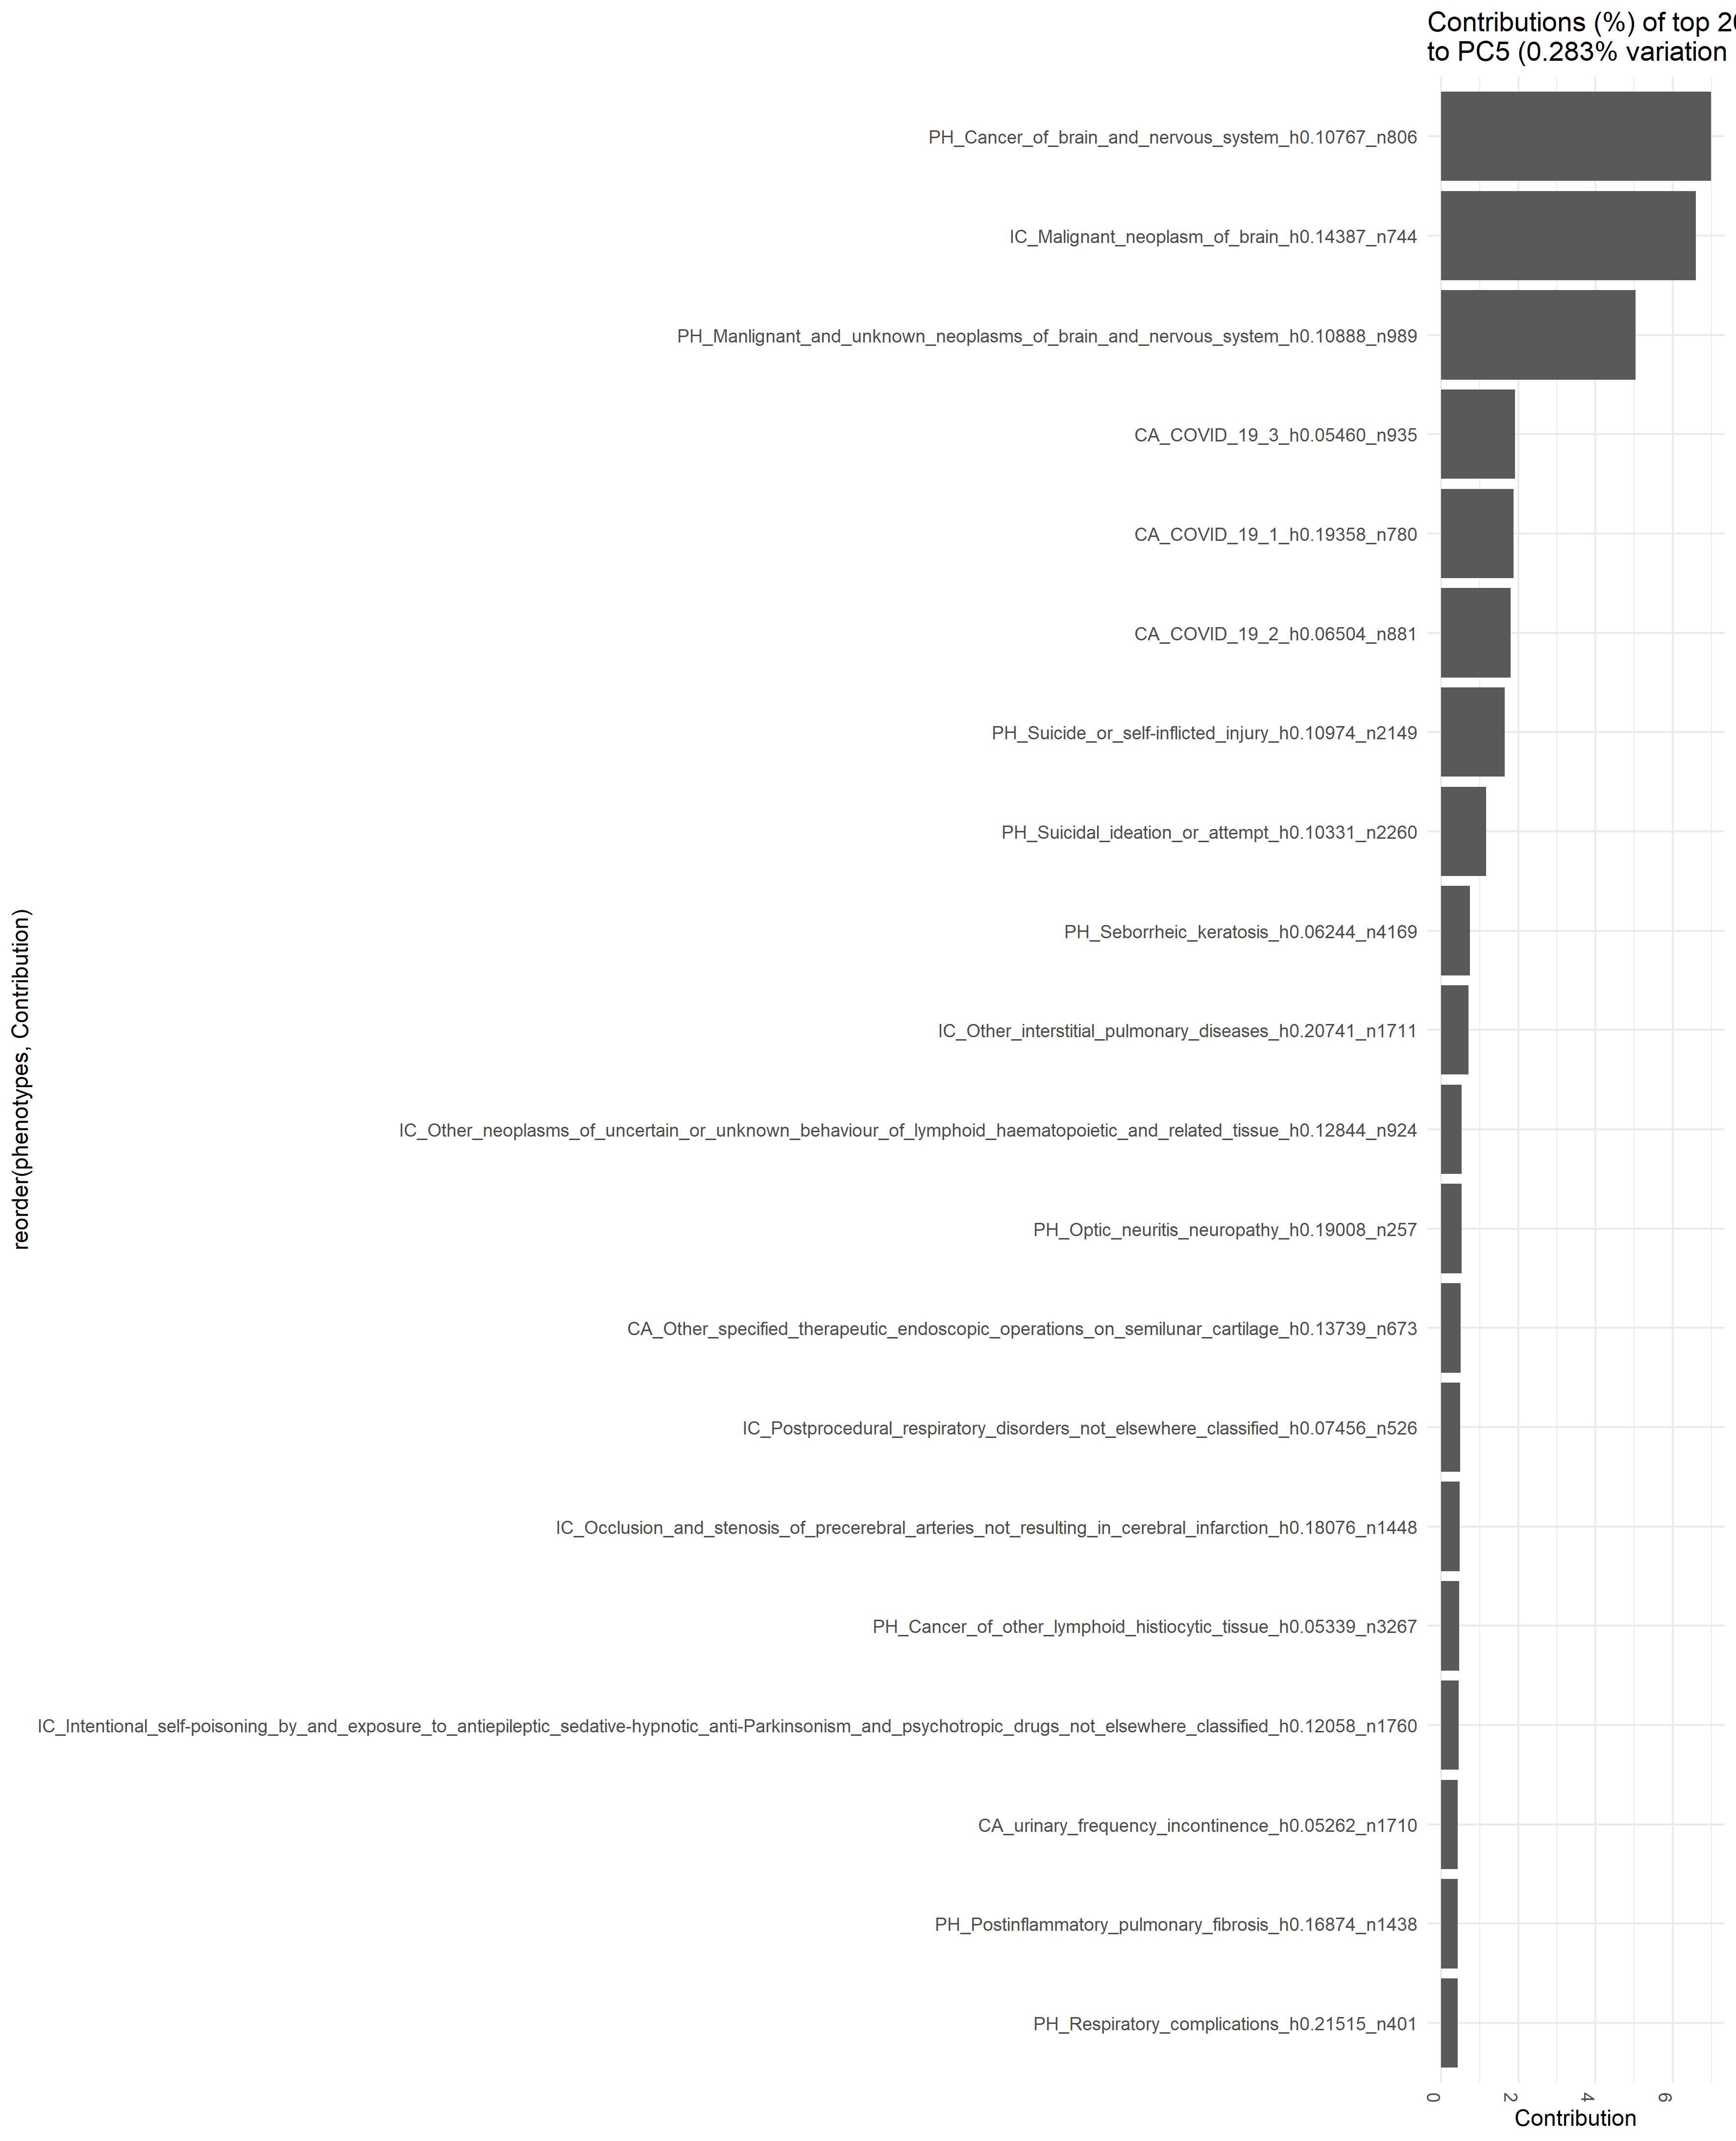 Contributions (%) of top 20
to PC5 (0.283% variation
PH_Cancer_of_brain_and_nervous_system_h0.10767_n806
IC_Malignant_neoplasm_of_brain_h0.14387_n744
PH_Manlignant_and_unknown_neoplasms_of_brain_and_nervous_system_h0.10888_n989
CA_COVID_19_3_h0.05460_n935
CA_COVID_19_1_h0.19358_n780
CA_COVID_19_2_h0.06504_n881
PH_Suicide_or_self-inflicted_injury_h0.10974_n2149
PH_Suicidal_ideation_or_attempt_h0.10331_n2260
PH_Seborrheic_keratosis_h0.06244_n4169
IC_Other_interstitial_pulmonary_diseases_h0.20741_n1711
IC_Other_neoplasms_of_uncertain_or_unknown_behaviour_of_lymphoid_haematopoietic_and_related_tissue_h0.12844_n924
PH_Optic_neuritis_neuropathy_h0.19008_n257
CA_Other_specified_therapeutic_endoscopic_operations_on_semilunar_cartilage_h0.13739_n673
IC_Postprocedural_respiratory_disorders_not_elsewhere_classified_h0.07456_n526
IC_Occlusion_and_stenosis_of_precerebral_arteries_not_resulting_in_cerebral_infarction_h0.18076_n1448
PH_Cancer_of_other_lymphoid_histiocytic_tissue_h0.05339_n3267
IC_Intentional_self-poisoning_by_and_exposure_to_antiepileptic_sedative-hypnotic_anti-Parkinsonism_and_psychotropic_drugs_not_elsewhere_classified_h0.12058_n1760
CA_urinary_frequency_incontinence_h0.05262_n1710
PH_Postinflammatory_pulmonary_fibrosis_h0.16874_n1438
PH_Respiratory_complications_h0.21515_n401
reorder(phenotypes, Contribution)
0 2 4 6
Contribution